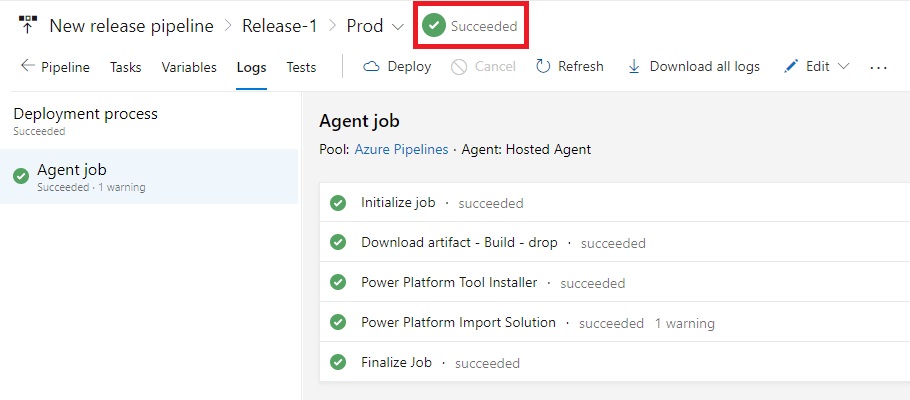 New release pipeline > Release-1 > Prod Succeeded
Pipeline Tasks Variables Logs Tests Deploy Cancel Refresh Download all logs Edit ...
Deployment process
Succeeded
Agent job
Succeeded · 1 warning
Agent job
Pool: Azure Pipelines · Agent: Hosted Agent
Initialize job · succeeded
Download artifact - Build - drop · succeeded
Power Platform Tool Installer · succeeded
Power Platform Import Solution · succeeded 1 warning
Finalize Job · succeeded